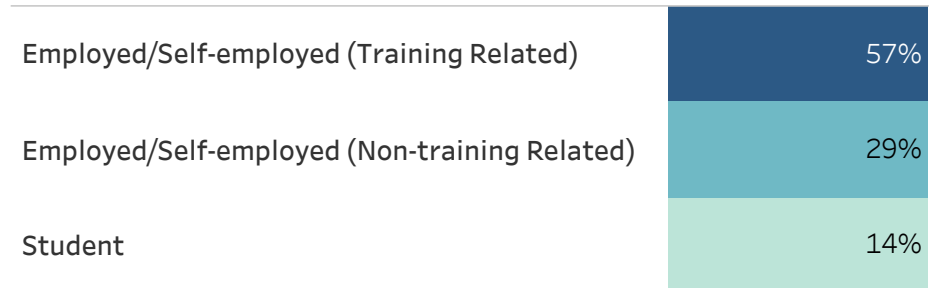 Employed/Self-employed (Training Related) 57%
Employed/Self-employed (Non-training Related) 29%
Student 14%